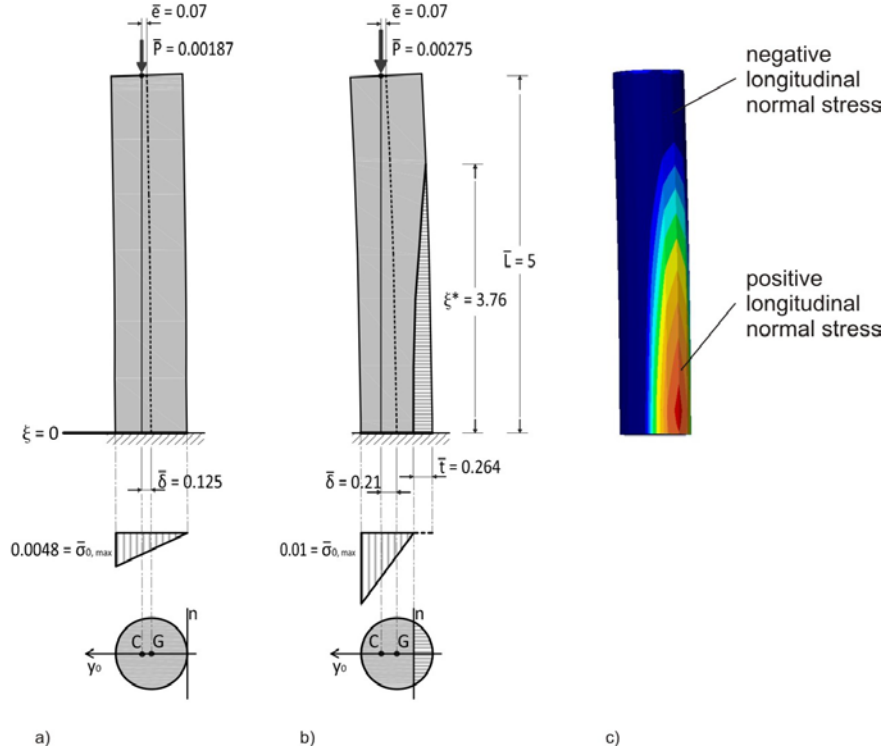 e̅ = 0.07
P̅ = 0.00187
ξ = 0
δ̅ = 0.125
0.0048 = σ̅₀, max
n
C G
y₀
a)
e̅ = 0.07
P̅ = 0.00275
L̅ = 5
ξ* = 3.76
t̅ = 0.264
δ̅ = 0.21
0.01 = σ̅₀, max
n
C G
y₀
b)
negative
longitudinal
normal stress
positive
longitudinal
normal stress
c)